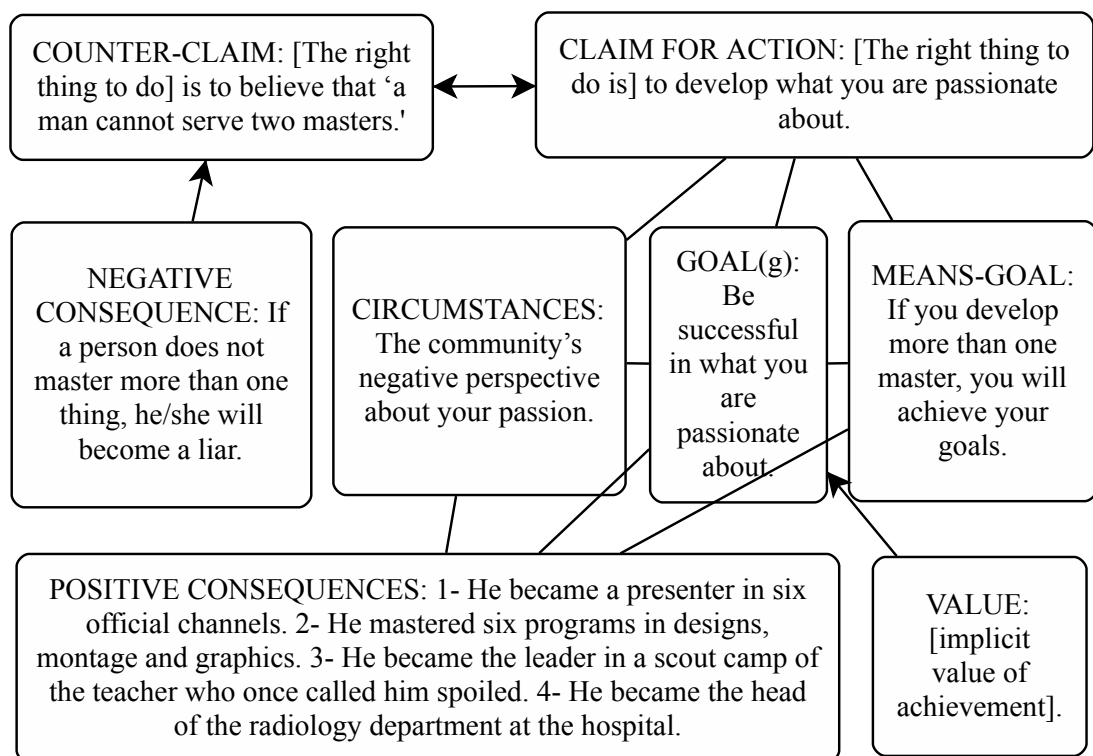 COUNTER-CLAIM: [The right
thing to do] is to believe that ‘a
man cannot serve two masters.'
CLAIM FOR ACTION: [The right thing to
do is] to develop what you are passionate
about.
NEGATIVE
CONSEQUENCE: If
a person does not
master more than one
thing, he/she will
become a liar.
CIRCUMSTANCES:
The community’s
negative perspective
about your passion.
GOAL(g):
Be
successful
in what you
are
passionate
about.
MEANS-GOAL:
If you develop
more than one
master, you will
achieve your
goals.
POSITIVE CONSEQUENCES: 1- He became a presenter in six
official channels. 2- He mastered six programs in designs,
montage and graphics. 3- He became the leader in a scout camp of
the teacher who once called him spoiled. 4- He became the head
of the radiology department at the hospital.
VALUE:
[implicit
value of
achievement].